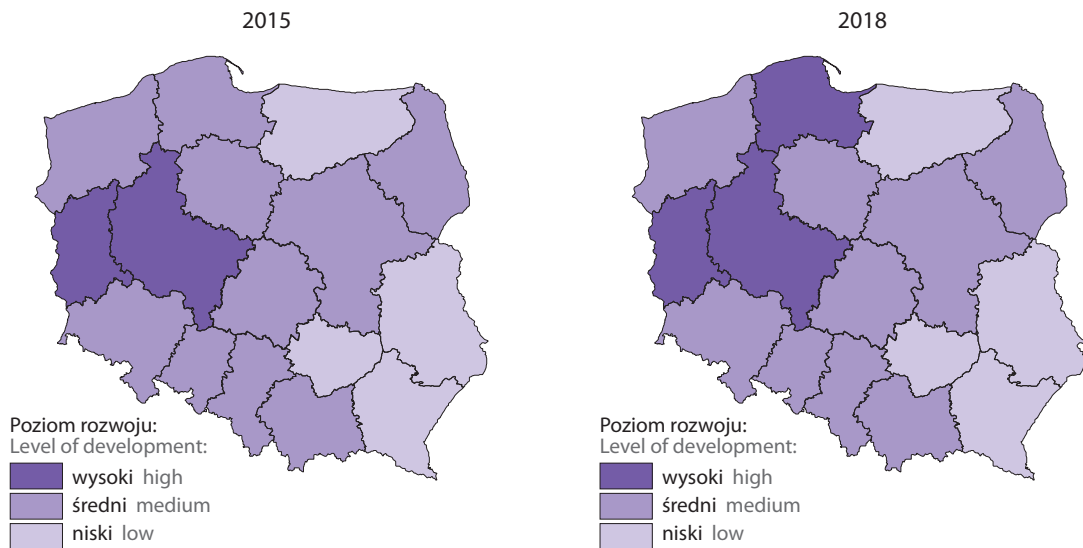 2015
2018
Poziom rozwoju:
Level of development:
wysoki high
średni medium
niski low
Poziom rozwoju:
Level of development:
wysoki high
średni medium
niski low